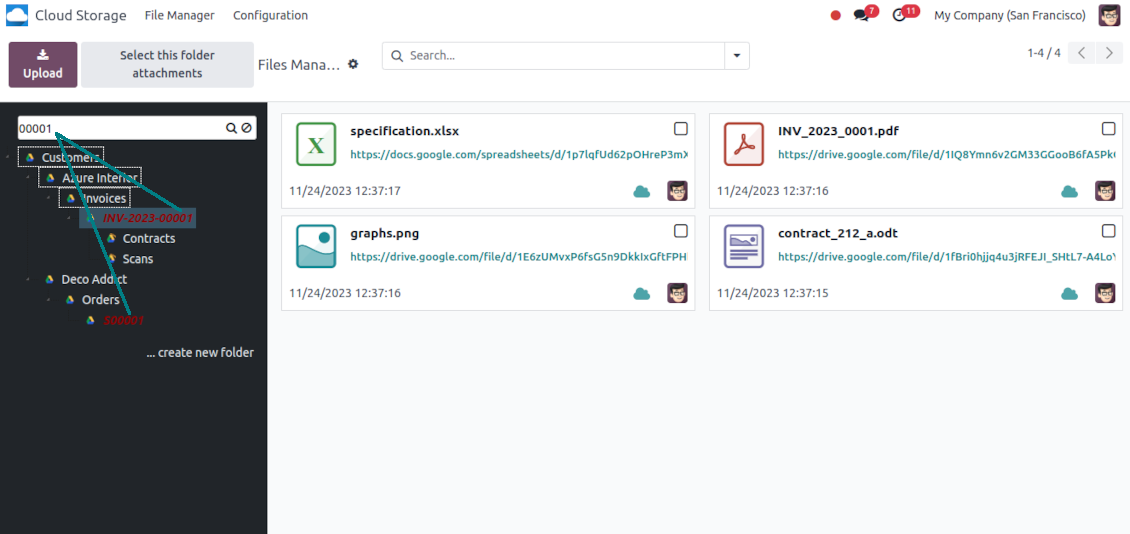 Cloud Storage File Manager Configuration 7 11 My Company (San Francisco)
Upload
Select this folder
attachments
Files Mana...
Search...
1-4 / 4
00001
Customers
Azure Interior
Invoices
INV-2023-00001
Contracts
Scans
Deco Addict
Orders
S00001
... create new folder
specification.xlsx
https://docs.google.com/spreadsheets/d/1p7lqfUd62pOHreP3mX
11/24/2023 12:37:17
INV_2023_0001.pdf
https://drive.google.com/file/d/1IQ8Ymn6v2GM33GGooB6fA5PkG
11/24/2023 12:37:16
graphs.png
https://drive.google.com/file/d/1E6zUMvxP6fsG5n9DkkIxGftFPH
11/24/2023 12:37:16
contract_212_a.odt
https://drive.google.com/file/d/1fBri0hjjq4u3jRFEJI_SHtL7-A4LoY
11/24/2023 12:37:15